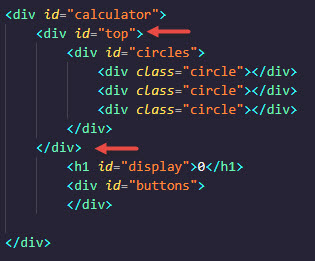 <div id="calculator">
<div id="top">
<div id="circles">
<div class="circle"></div>
<div class="circle"></div>
<div class="circle"></div>
</div>
</div>
<h1 id="display">0</h1>
<div id="buttons">
</div>
</div>